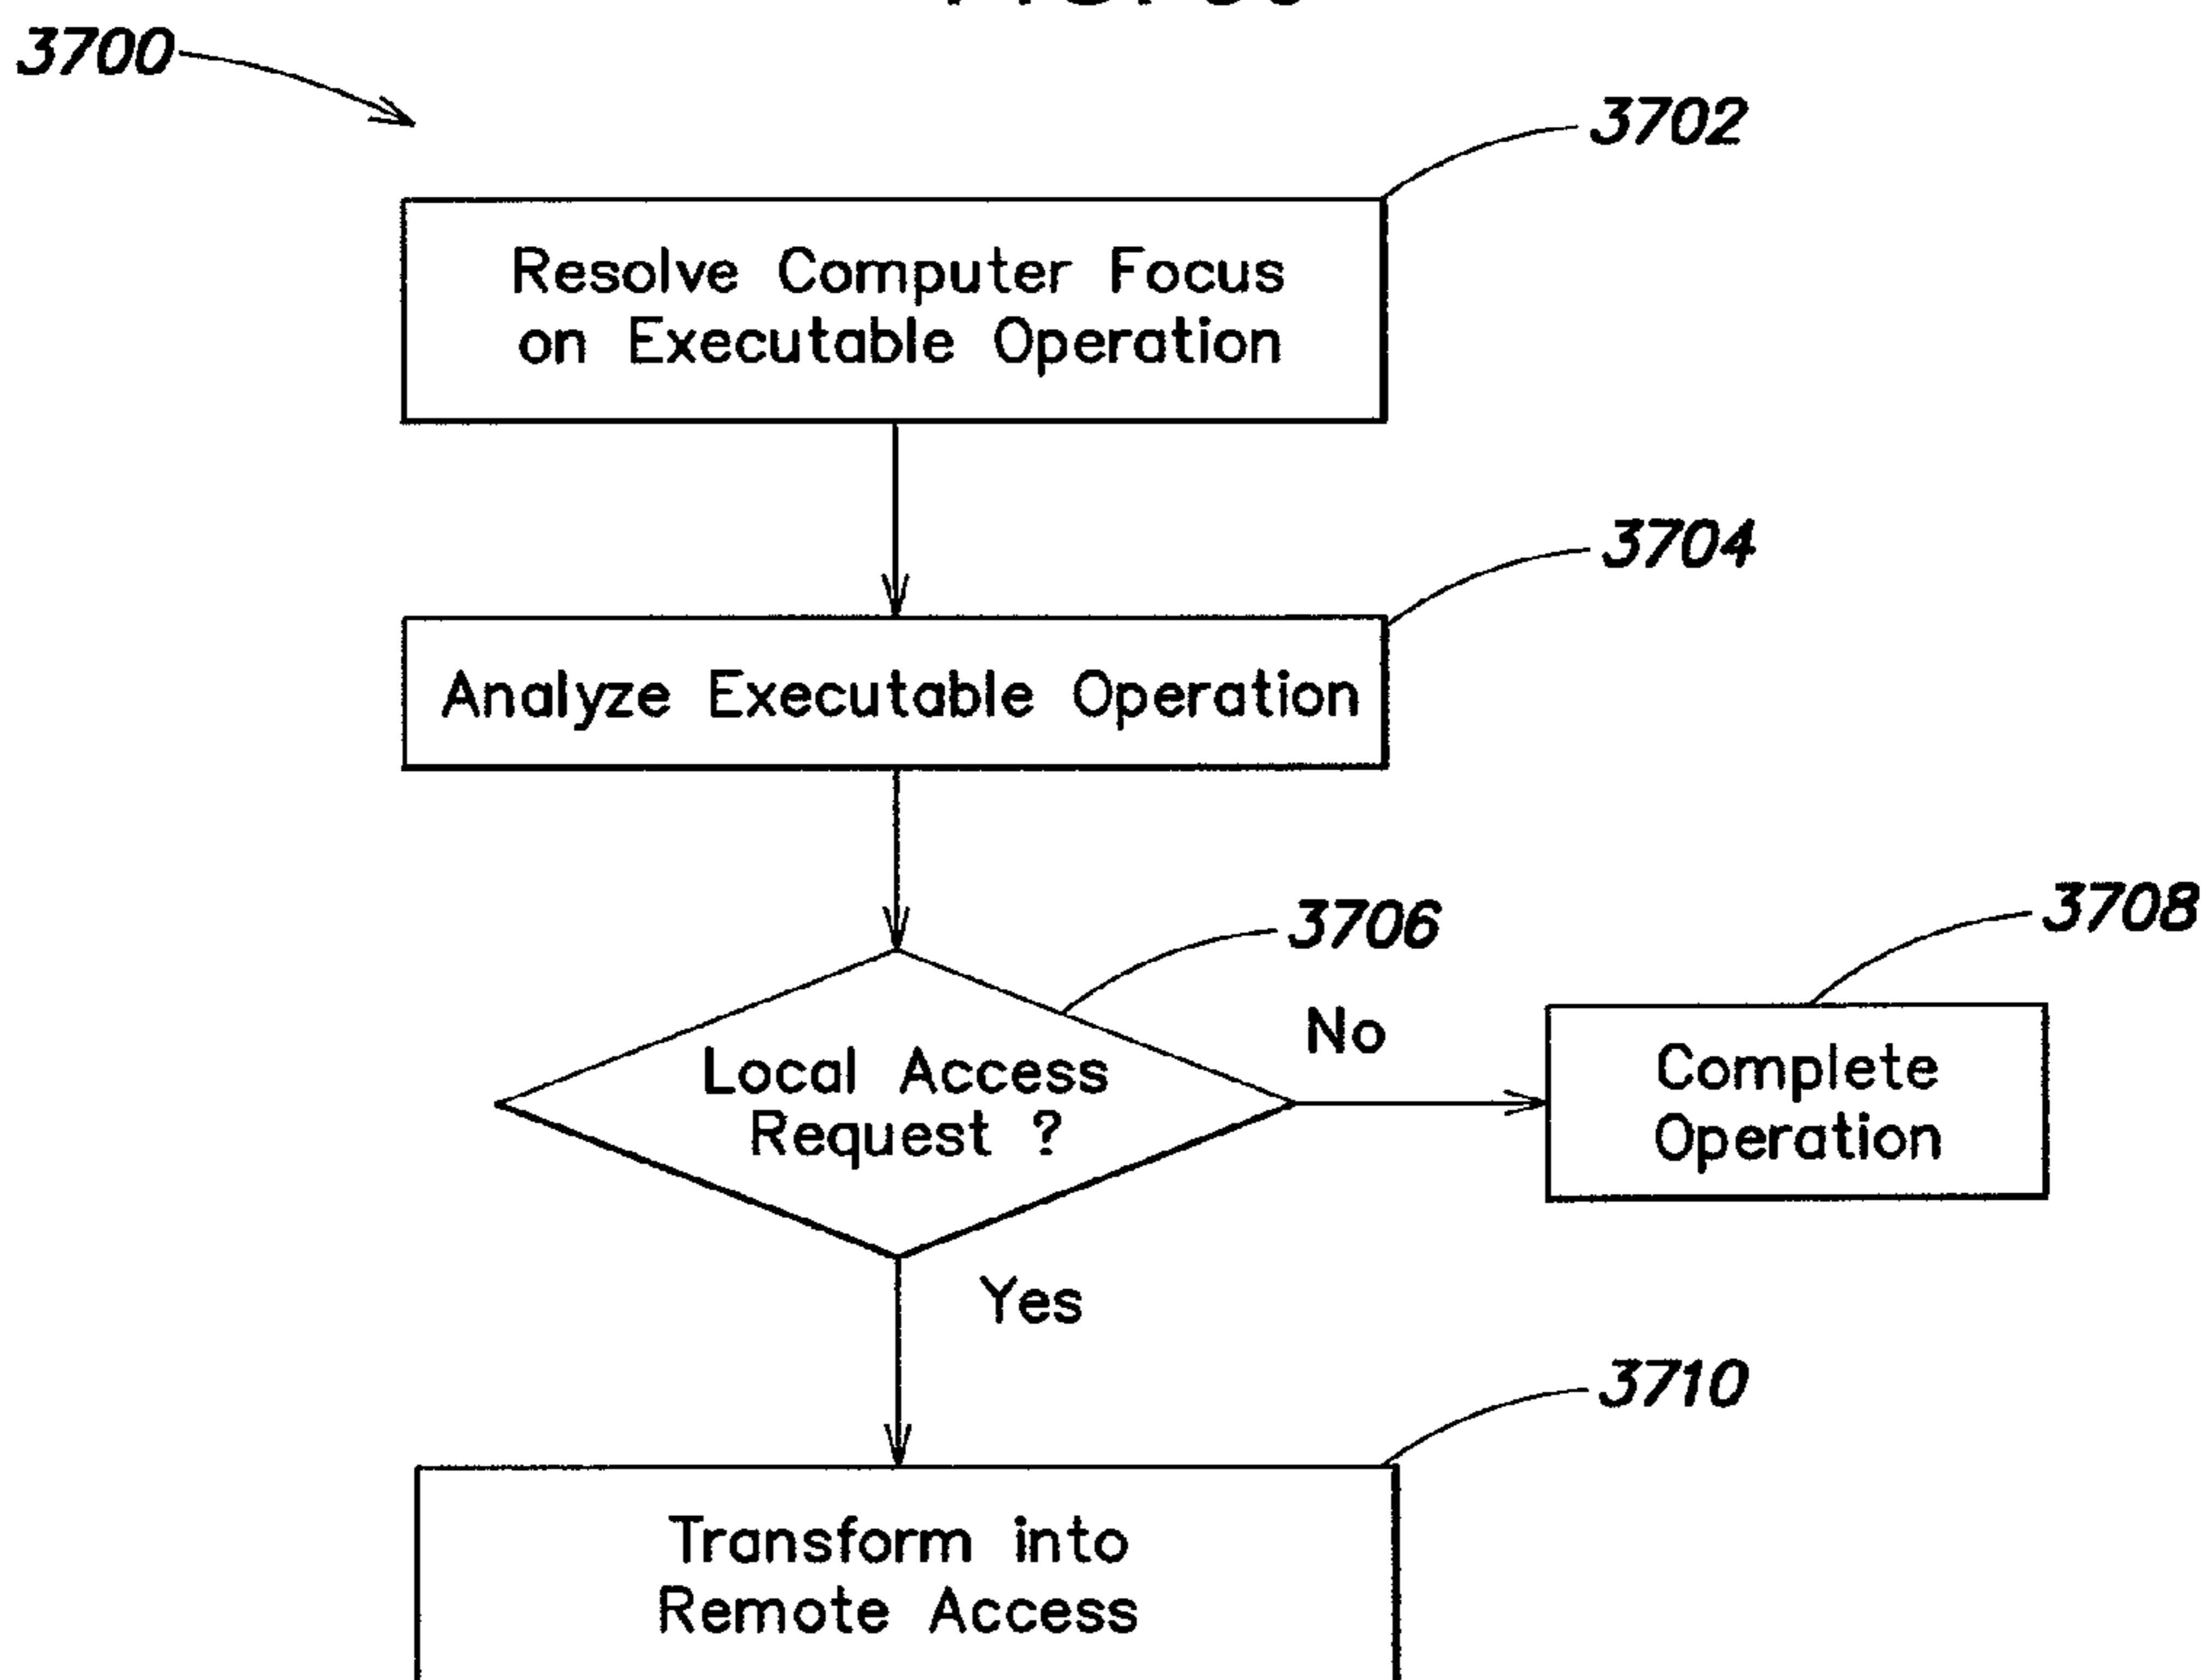 3700
3702
Resolve Computer Focus
on Executable Operation
3704
Analyze Executable Operation
3706
3708
No
Local Access
Request ?
Complete
Operation
Yes
3710
Transform into
Remote Access